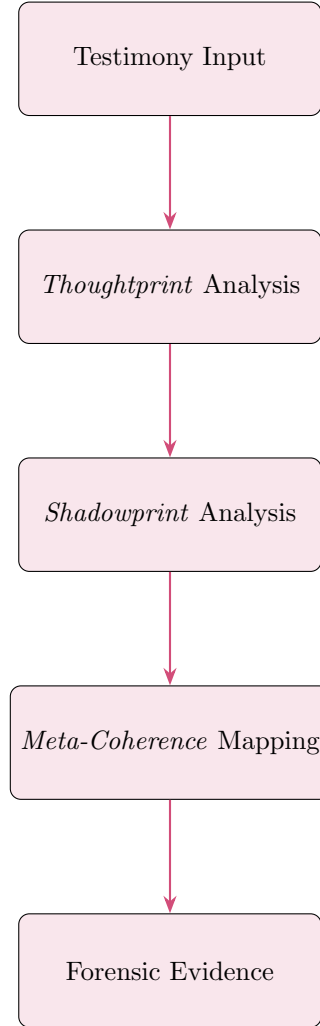 Testimony Input
Thoughtprint Analysis
Shadowprint Analysis
Meta-Coherence Mapping
Forensic Evidence